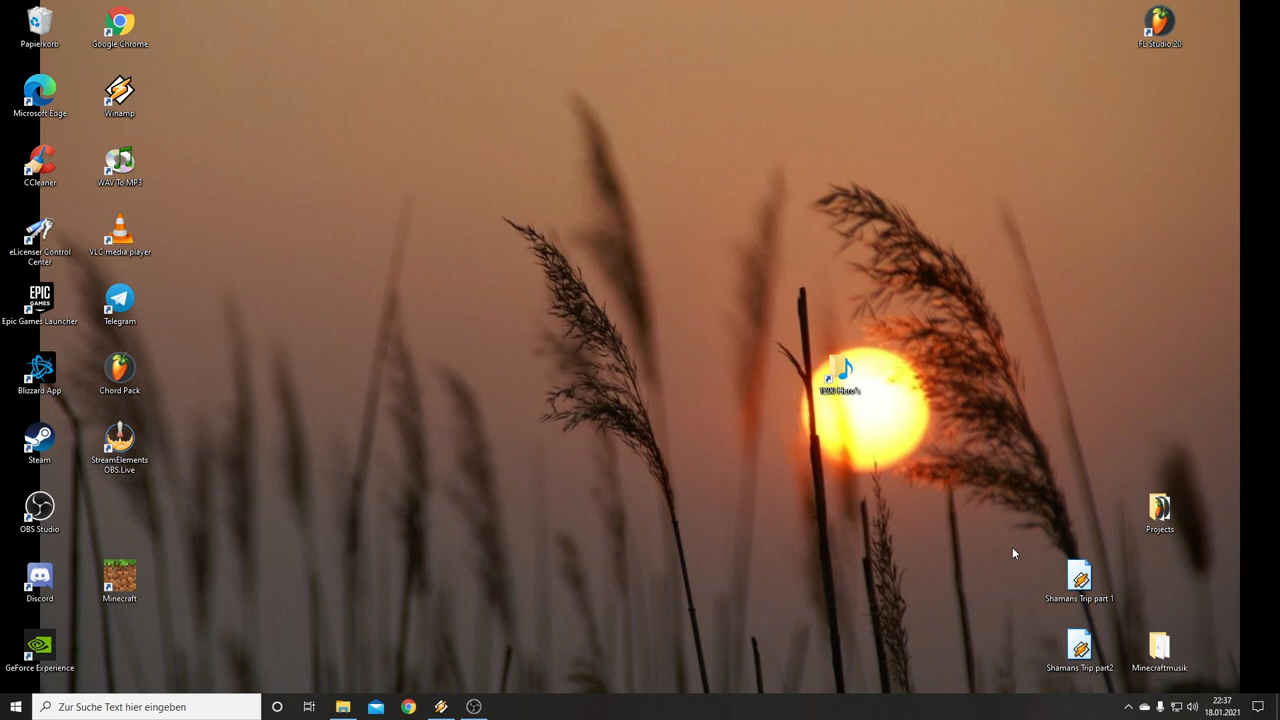 Papierkorb
Google Chrome
FL Studio 20
Microsoft Edge
Winamp
CCleaner
WAV To MP3
eLicenser Control
Center
VLC media player
EPIC
GAMES
Epic Games Launcher
Telegram
Blizzard App
Chord Pack
Steam
StreamElements
OBS.Live
OBS Studio
Projects
Discord
Minecraft
Shamans Trip part 1
GeForce Experience
Shamans Trip part2
Minecraftmusik
Zur Suche Text hier eingeben
22:37
18.01.2021